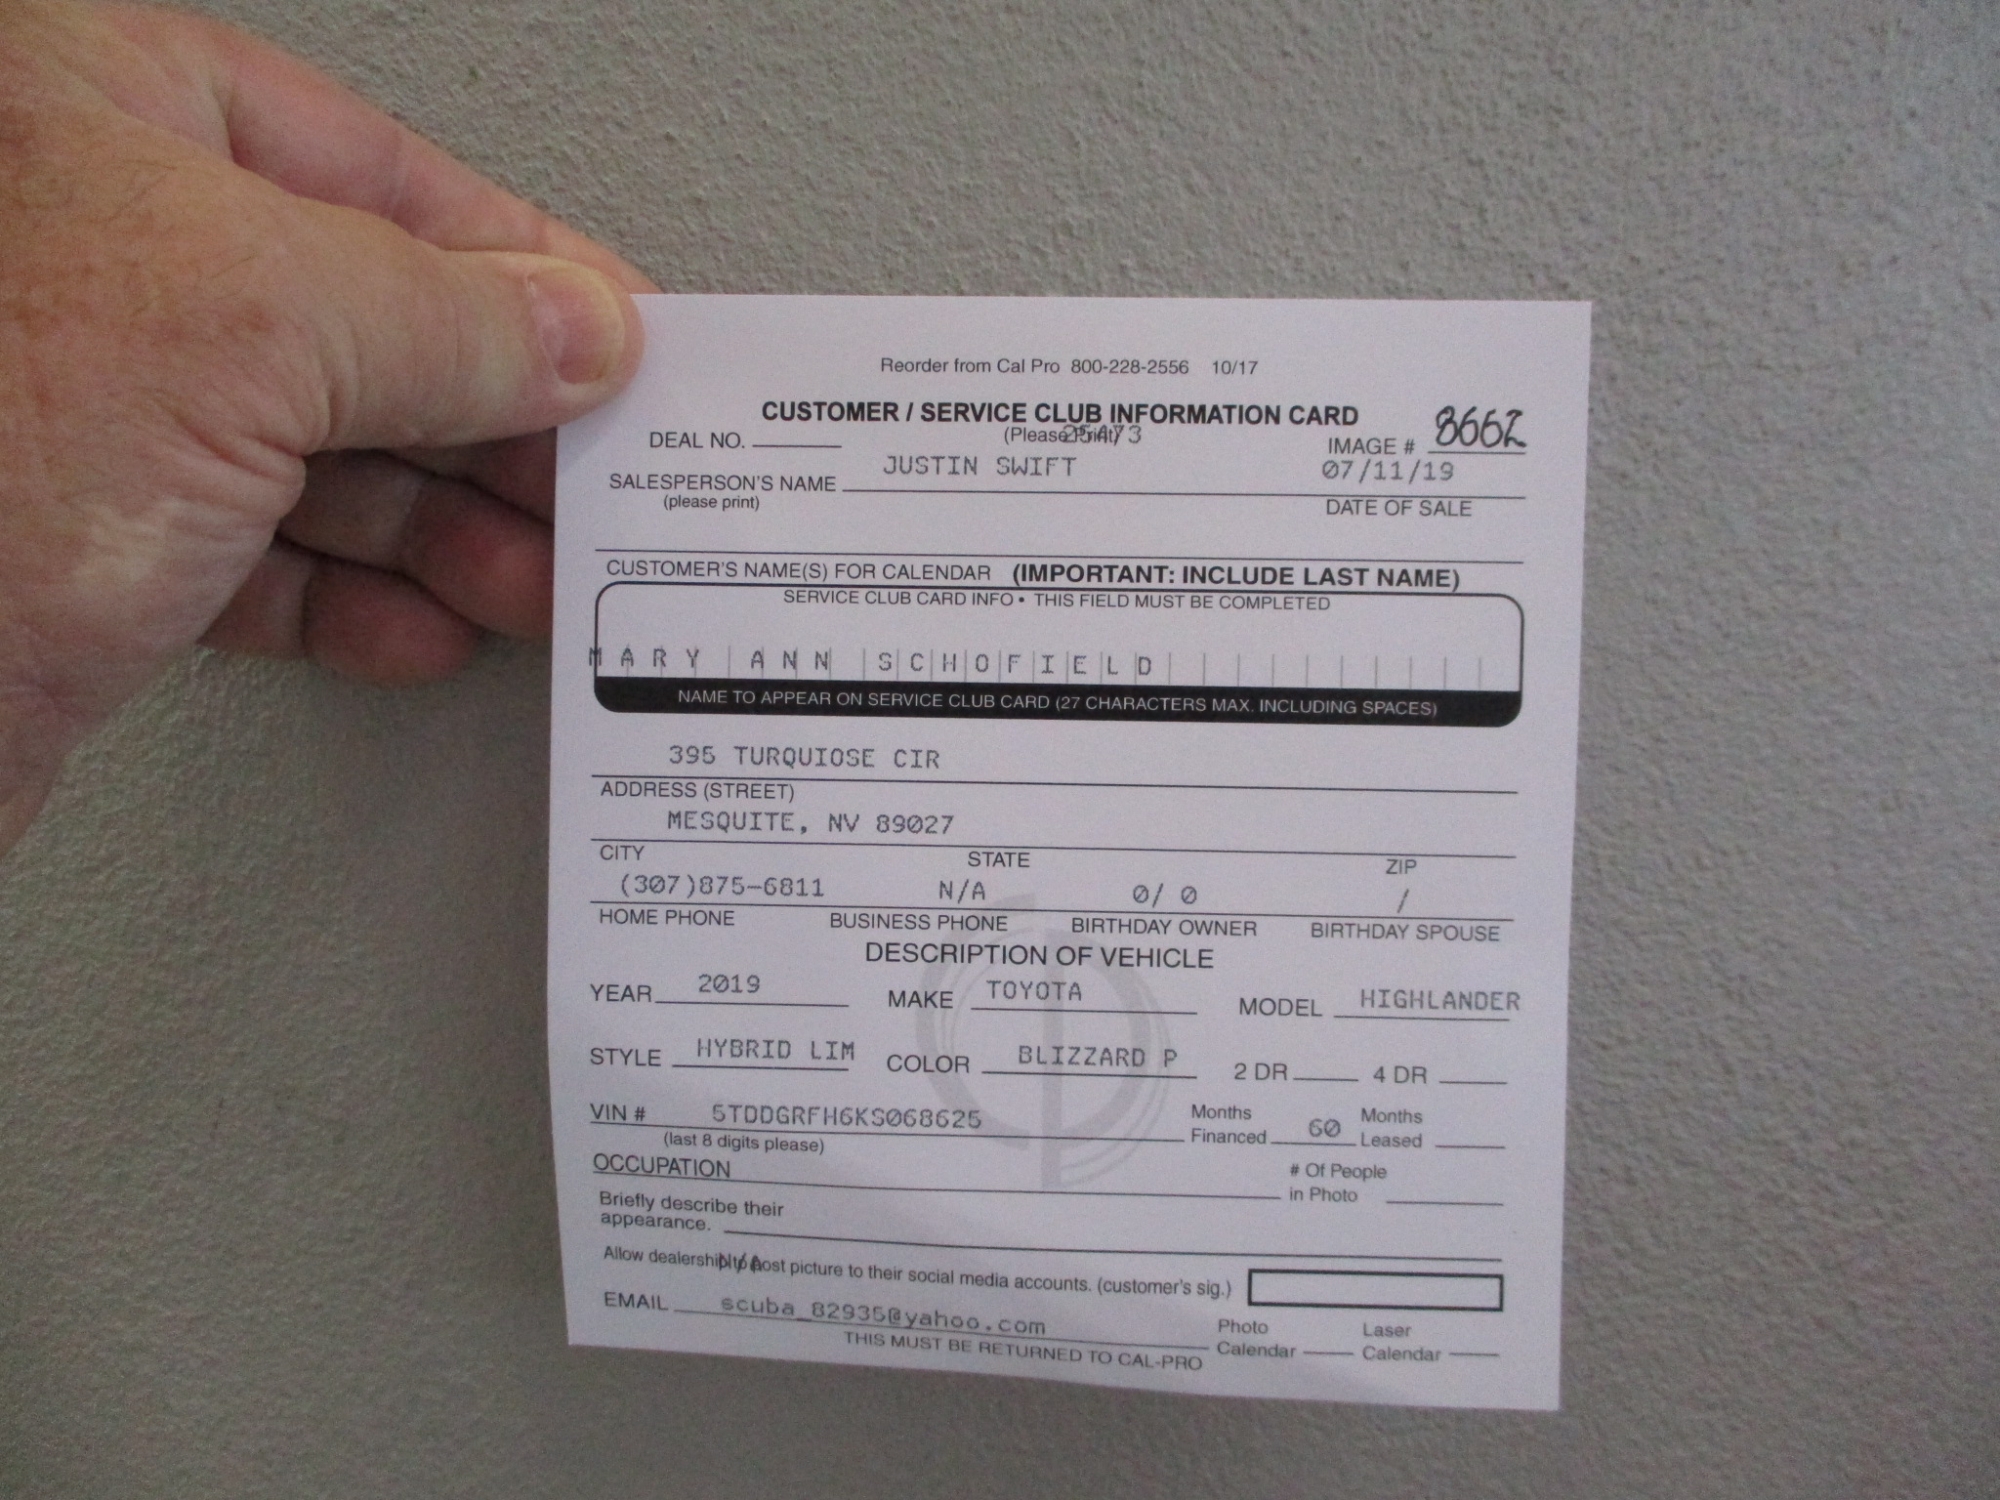 Reorder from Cal Pro 800-228-2556 10/17
CUSTOMER / SERVICE CLUB INFORMATION CARD
(Please Print)
DEAL NO. IMAGE # 8662
SALESPERSON'S NAME JUSTIN SWIFT 07/11/19
(please print) DATE OF SALE
CUSTOMER'S NAME(S) FOR CALENDAR (IMPORTANT: INCLUDE LAST NAME)
SERVICE CLUB CARD INFO • THIS FIELD MUST BE COMPLETED
MARY ANN SCHOFIELD
NAME TO APPEAR ON SERVICE CLUB CARD (27 CHARACTERS MAX. INCLUDING SPACES)
395 TURQUIOSE CIR
ADDRESS (STREET)
MESQUITE, NV 89027
CITY STATE ZIP
(307)875-6811 N/A 0/ 0 /
HOME PHONE BUSINESS PHONE BIRTHDAY OWNER BIRTHDAY SPOUSE
DESCRIPTION OF VEHICLE
YEAR 2019 MAKE TOYOTA MODEL HIGHLANDER
STYLE HYBRID LIM COLOR BLIZZARD P 2 DR 4 DR
VIN # 5TDDGRFH6KS068625 Months Financed 60 Months Leased
(last 8 digits please)
OCCUPATION # Of People in Photo
Briefly describe their
appearance.
Allow dealership to post picture to their social media accounts. (customer's sig.)
N/A
EMAIL scuba_82935@yahoo.com Photo Calendar Laser Calendar
THIS MUST BE RETURNED TO CAL-PRO